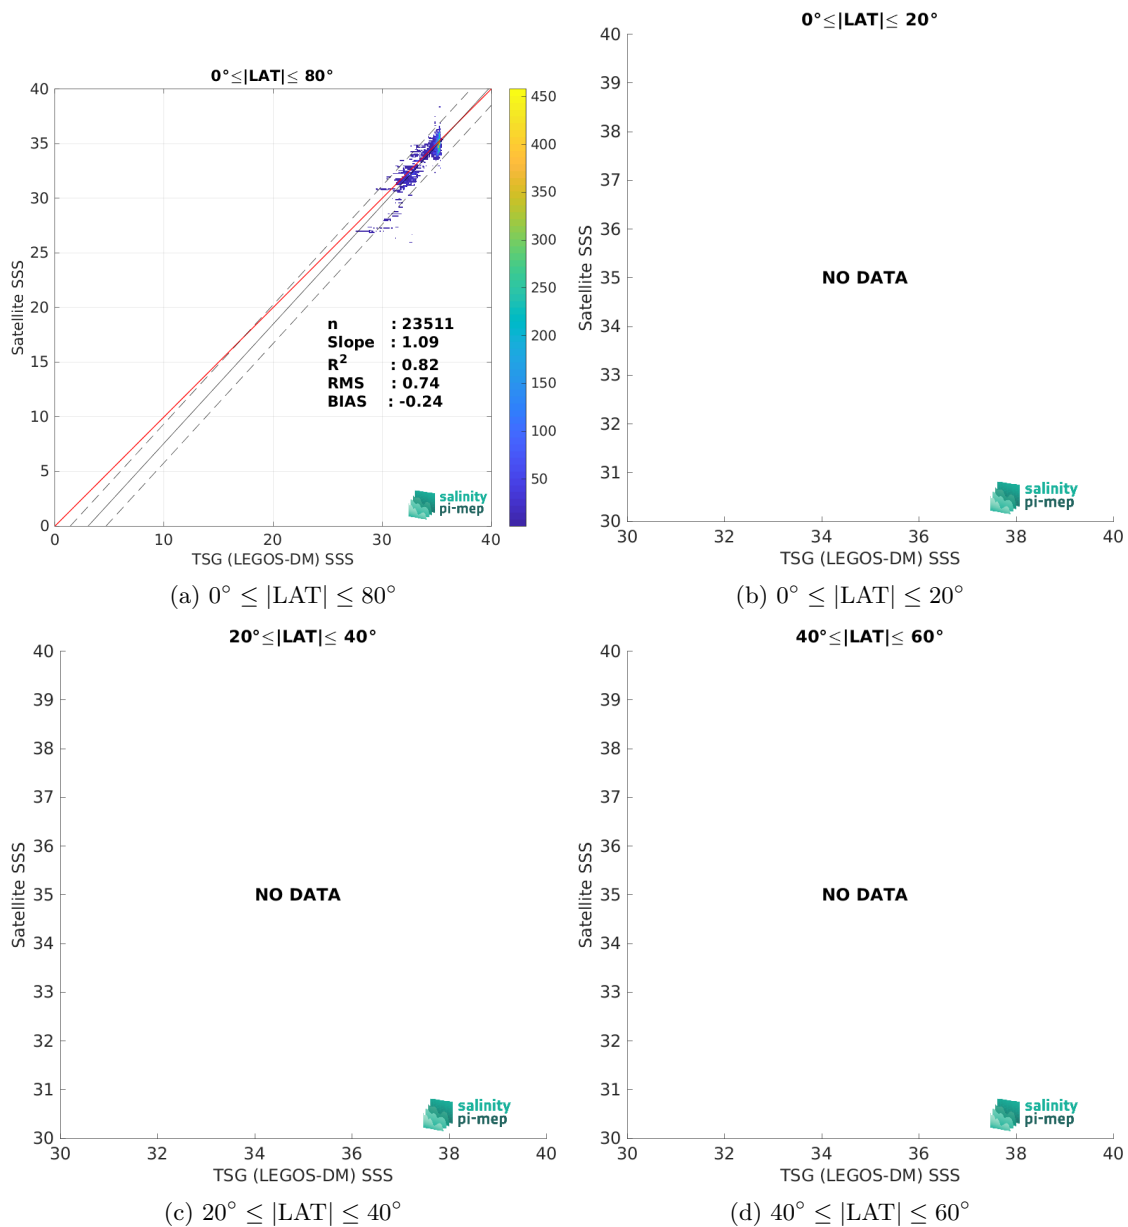 0°≤|LAT|≤ 80°
40
35
30
25
20
15
10
5
0
0
10
20
30
40
Satellite SSS
TSG (LEGOS-DM) SSS
n : 23511
Slope : 1.09
R² : 0.82
RMS : 0.74
BIAS : -0.24
salinity
pi-mep
450
400
350
300
250
200
150
100
50
(a) 0° ≤ |LAT| ≤ 80°
0°≤|LAT|≤ 20°
40
39
38
37
36
35
34
33
32
31
30
30
32
34
36
38
40
Satellite SSS
NO DATA
salinity
pi-mep
TSG (LEGOS-DM) SSS
(b) 0° ≤ |LAT| ≤ 20°
20°≤|LAT|≤ 40°
40
39
38
37
36
35
34
33
32
31
30
30
32
34
36
38
40
Satellite SSS
NO DATA
salinity
pi-mep
TSG (LEGOS-DM) SSS
(c) 20° ≤ |LAT| ≤ 40°
40°≤|LAT|≤ 60°
40
39
38
37
36
35
34
33
32
31
30
30
32
34
36
38
40
Satellite SSS
NO DATA
salinity
pi-mep
TSG (LEGOS-DM) SSS
(d) 40° ≤ |LAT| ≤ 60°